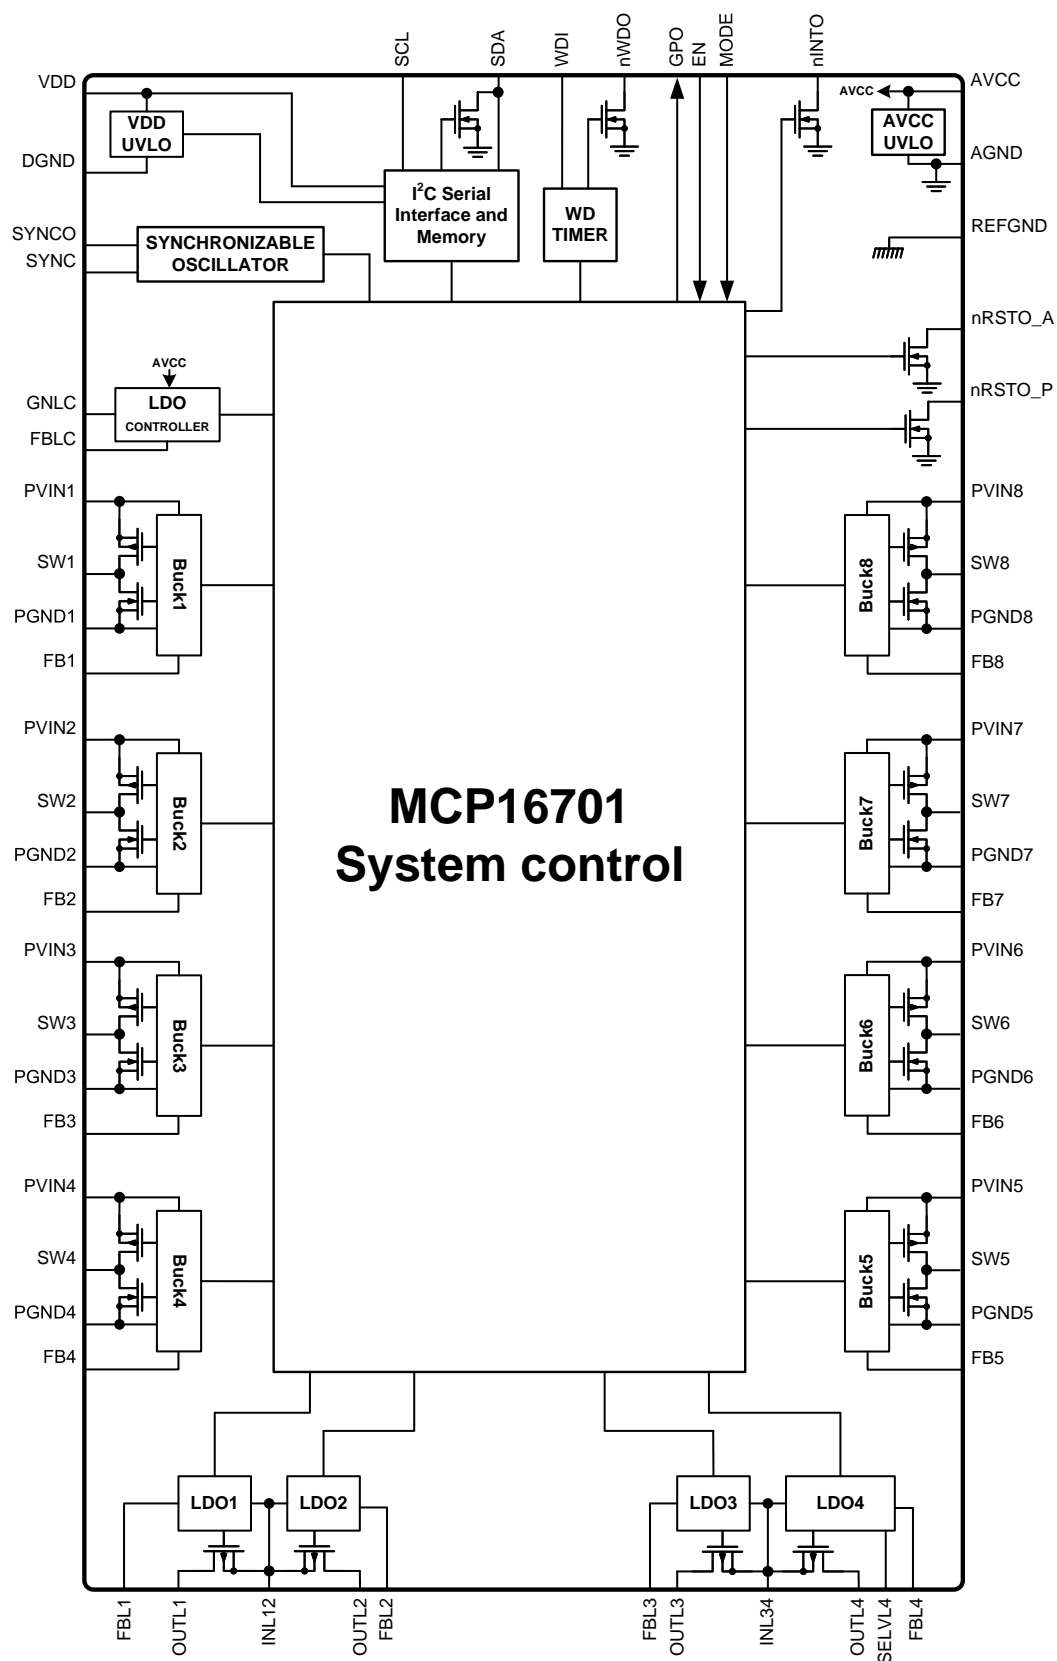 SCL
SDA
WDI
nWDO
GPO
EN
MODE
nINTO
VDD
AVCC
AVCC
VDD
UVLO
AVCC
UVLO
DGND
AGND
I²C Serial
Interface and
Memory
WD
TIMER
SYNCO
SYNC
SYNCHRONIZABLE
OSCILLATOR
REFGND
nRSTO_A
AVCC
LDO
CONTROLLER
GNLC
FBLC
nRSTO_P
PVIN1
SW1
PGND1
FB1
Buck1
PVIN8
SW8
PGND8
FB8
Buck8
PVIN2
SW2
PGND2
FB2
Buck2
MCP16701
System control
PVIN7
SW7
PGND7
FB7
Buck7
PVIN3
SW3
PGND3
FB3
Buck3
PVIN6
SW6
PGND6
FB6
Buck6
PVIN4
SW4
PGND4
FB4
Buck4
PVIN5
SW5
PGND5
FB5
Buck5
LDO1
LDO2
LDO3
LDO4
FBL1
OUTL1
INL12
OUTL2
FBL2
FBL3
OUTL3
INL34
OUTL4
SELVL4
FBL4